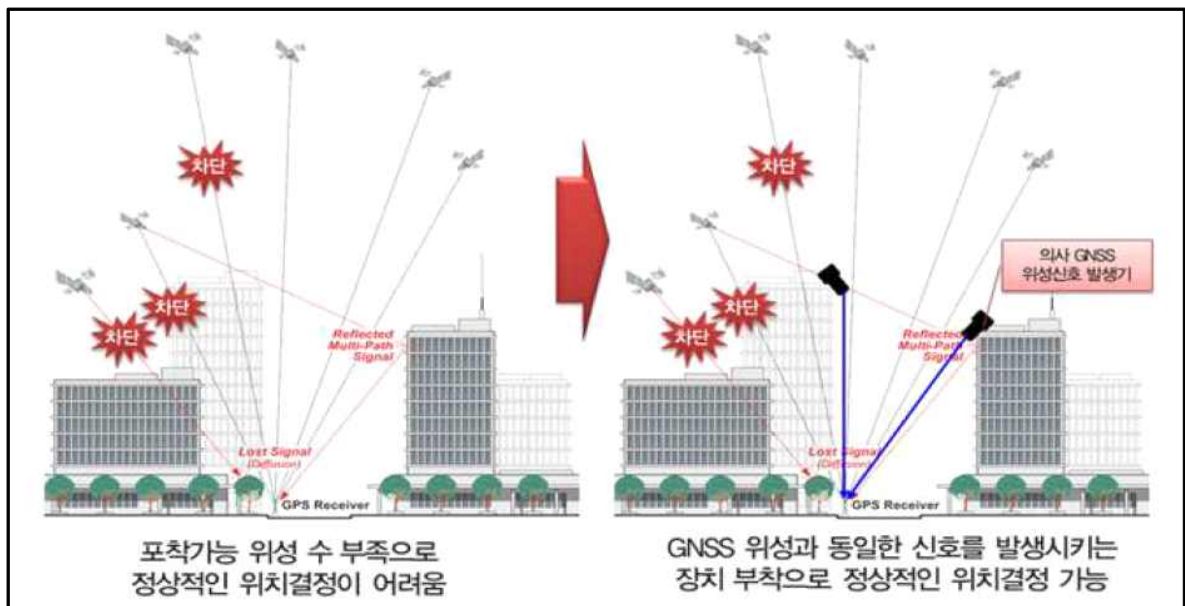 차단
차단
차단
Reflected
Multi-Path
Signal
Lost Signal
(Diffusion)
GPS Receiver
포착가능 위성 수 부족으로
정상적인 위치결정이 어려움
차단
차단
차단
의사 GNSS
위성신호 발생기
Reflected
Multi-Path
Signal
Lost Signal
(Diffusion)
GPS Receiver
GNSS 위성과 동일한 신호를 발생시키는
장치 부착으로 정상적인 위치결정 가능